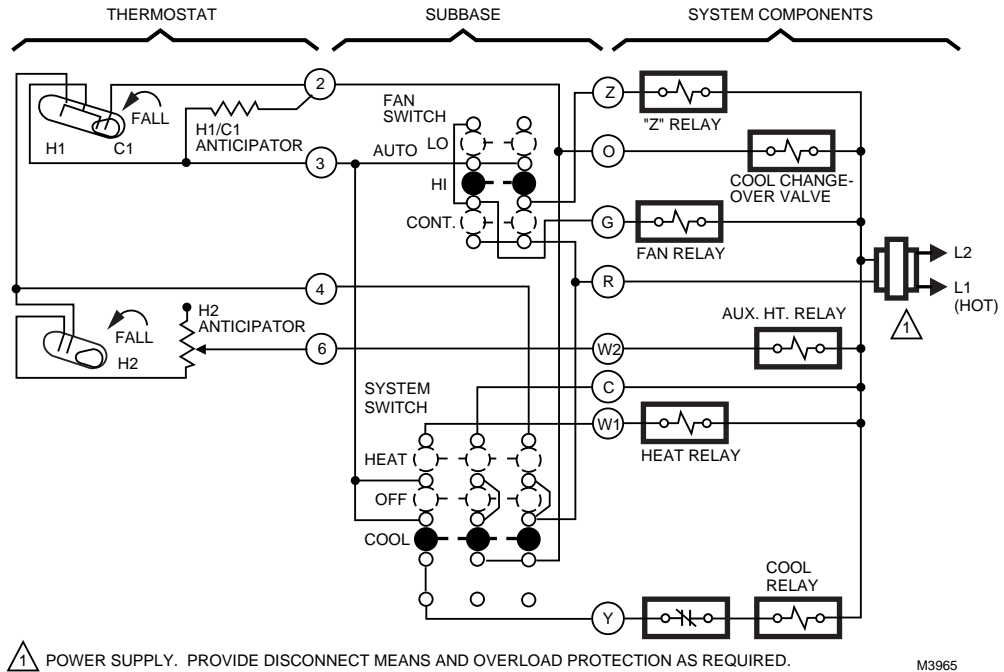 THERMOSTAT
SUBBASE
SYSTEM COMPONENTS
FALL
H1
C1
H1/C1
ANTICIPATOR
2
3
FAN
SWITCH
LO
AUTO
HI
CONT.
Z
"Z" RELAY
O
COOL CHANGE-
OVER VALVE
G
FAN RELAY
R
L2
L1
(HOT)
1
4
H2
ANTICIPATOR
FALL
H2
6
AUX. HT. RELAY
W2
C
W1
HEAT RELAY
SYSTEM
SWITCH
HEAT
OFF
COOL
COOL
RELAY
Y
1 POWER SUPPLY. PROVIDE DISCONNECT MEANS AND OVERLOAD PROTECTION AS REQUIRED.
M3965